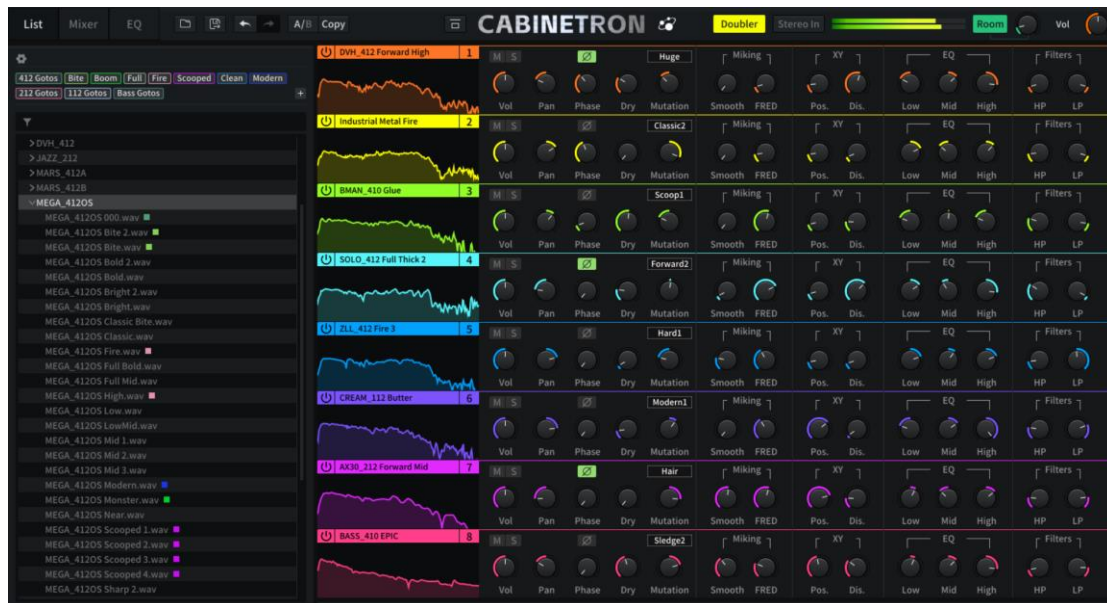 List Mixer EQ A/B Copy CABINETRON Doubler Stereo In Room Vol
412 Gotos Bite Boom Full Fire Scooped Clean Modern
212 Gotos 112 Gotos Bass Gotos +
>DVH_412
>JAZZ_212
>MARS_412A
>MARS_412B
MEGA_412OS
MEGA_412OS 000.wav
MEGA_412OS Bite 2.wav
MEGA_412OS Bite.wav
MEGA_412OS Bold 2.wav
MEGA_412OS Bold.wav
MEGA_412OS Bright 2.wav
MEGA_412OS Bright.wav
MEGA_412OS Classic Bite.wav
MEGA_412OS Classic.wav
MEGA_412OS Fire.wav
MEGA_412OS Full Bold.wav
MEGA_412OS Full Mid.wav
MEGA_412OS High.wav
MEGA_412OS Low.wav
MEGA_412OS LowMid.wav
MEGA_412OS Mid 1.wav
MEGA_412OS Mid 2.wav
MEGA_412OS Mid 3.wav
MEGA_412OS Modern.wav
MEGA_412OS Monster.wav
MEGA_412OS Near.wav
MEGA_412OS Scooped 1.wav
MEGA_412OS Scooped 2.wav
MEGA_412OS Scooped 3.wav
MEGA_412OS Scooped 4.wav
MEGA_412OS Sharp 2.wav
DVH_412 Forward High 1 M S Ø Huge Miking XY EQ Filters
Vol Pan Phase Dry Mutation Smooth FRED Pos. Dis. Low Mid High HP LP
Industrial Metal Fire 2 M S Ø Classic2 Miking XY EQ Filters
Vol Pan Phase Dry Mutation Smooth FRED Pos. Dis. Low Mid High HP LP
BMAN_410 Glue 3 M S Ø Scoop1 Miking XY EQ Filters
Vol Pan Phase Dry Mutation Smooth FRED Pos. Dis. Low Mid High HP LP
SOLO_412 Full Thick 2 4 M S Ø Forward2 Miking XY EQ Filters
Vol Pan Phase Dry Mutation Smooth FRED Pos. Dis. Low Mid High HP LP
ZLL_412 Fire 3 5 M S Ø Hard1 Miking XY EQ Filters
Vol Pan Phase Dry Mutation Smooth FRED Pos. Dis. Low Mid High HP LP
CREAM_112 Butter 6 M S Ø Modern1 Miking XY EQ Filters
Vol Pan Phase Dry Mutation Smooth FRED Pos. Dis. Low Mid High HP LP
AX30_212 Forward Mid 7 M S Ø Hair Miking XY EQ Filters
Vol Pan Phase Dry Mutation Smooth FRED Pos. Dis. Low Mid High HP LP
BASS_410 EPIC 8 M S Ø Sledge2 Miking XY EQ Filters
Vol Pan Phase Dry Mutation Smooth FRED Pos. Dis. Low Mid High HP LP